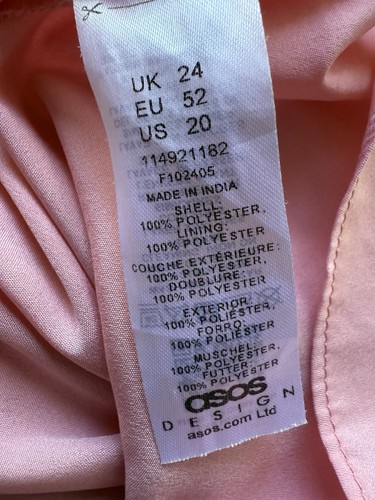 UK 24
EU 52
US 20
114921182
F102405
MADE IN INDIA
SHELL:
100% POLYESTER,
LINING:
100% POLYESTER
COUCHE EXTÉRIEURE:
100% POLYESTER,
DOUBLURE:
100% POLYESTER
EXTERIOR:
100% POLIÉSTER,
FORRO:
100% POLIÉSTER
MUSCHEL:
100% POLYESTER,
FUTTER:
100% POLYESTER
asos
DESIGN
asos.com Ltd